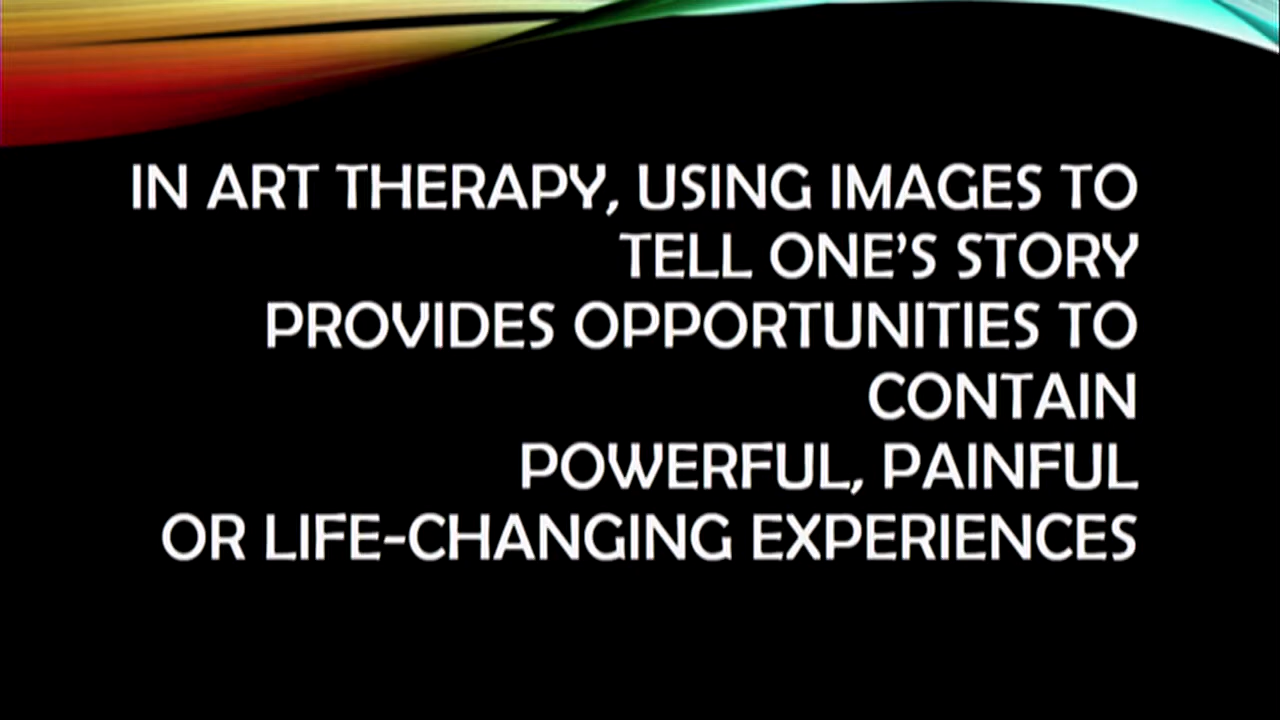 IN ART THERAPY, USING IMAGES TO
TELL ONE’S STORY
PROVIDES OPPORTUNITIES TO
CONTAIN
POWERFUL, PAINFUL
OR LIFE-CHANGING EXPERIENCES